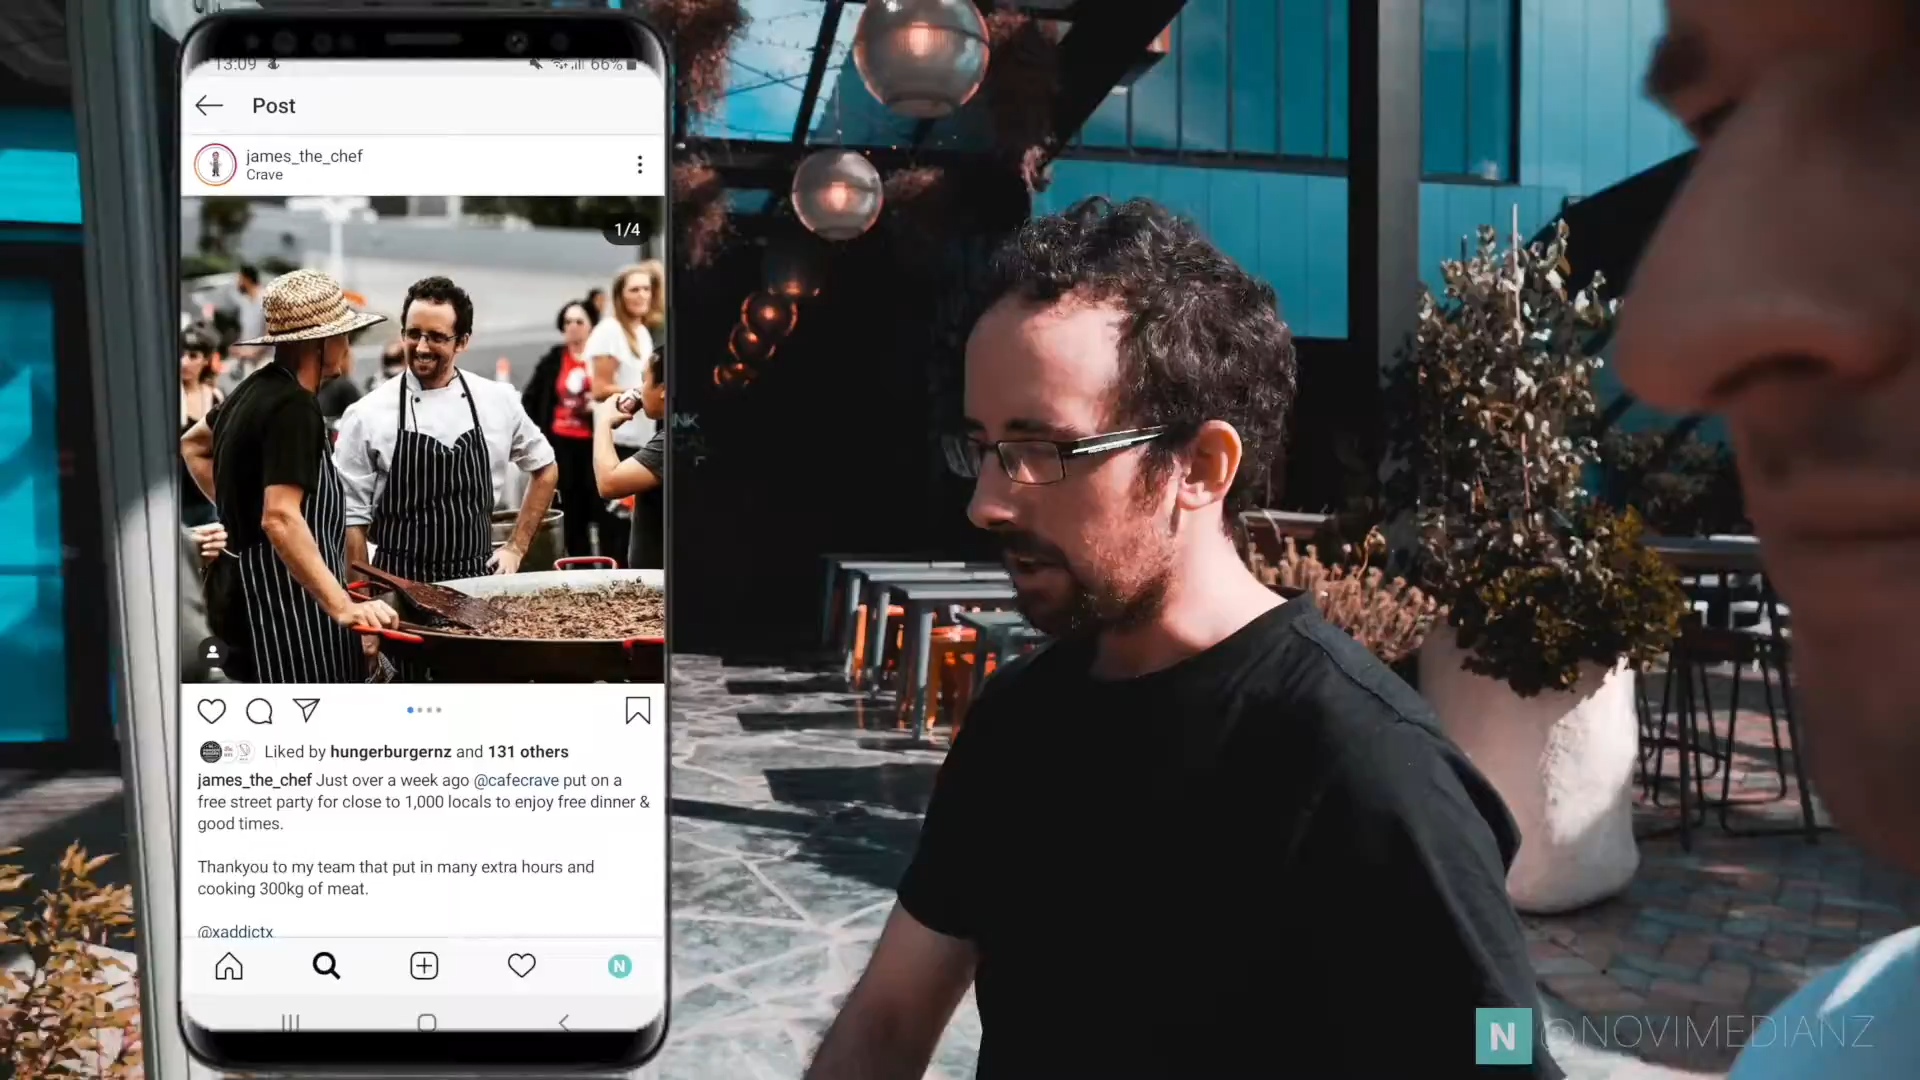 13:09
66%
Post
james_the_chef
Crave
1/4
Liked by hungerburgernz and 131 others
james_the_chef Just over a week ago @cafecrave put on a
free street party for close to 1,000 locals to enjoy free dinner &
good times.
Thankyou to my team that put in many extra hours and
cooking 300kg of meat.
@xaddictx
N
N @NOVIMEDIANZ